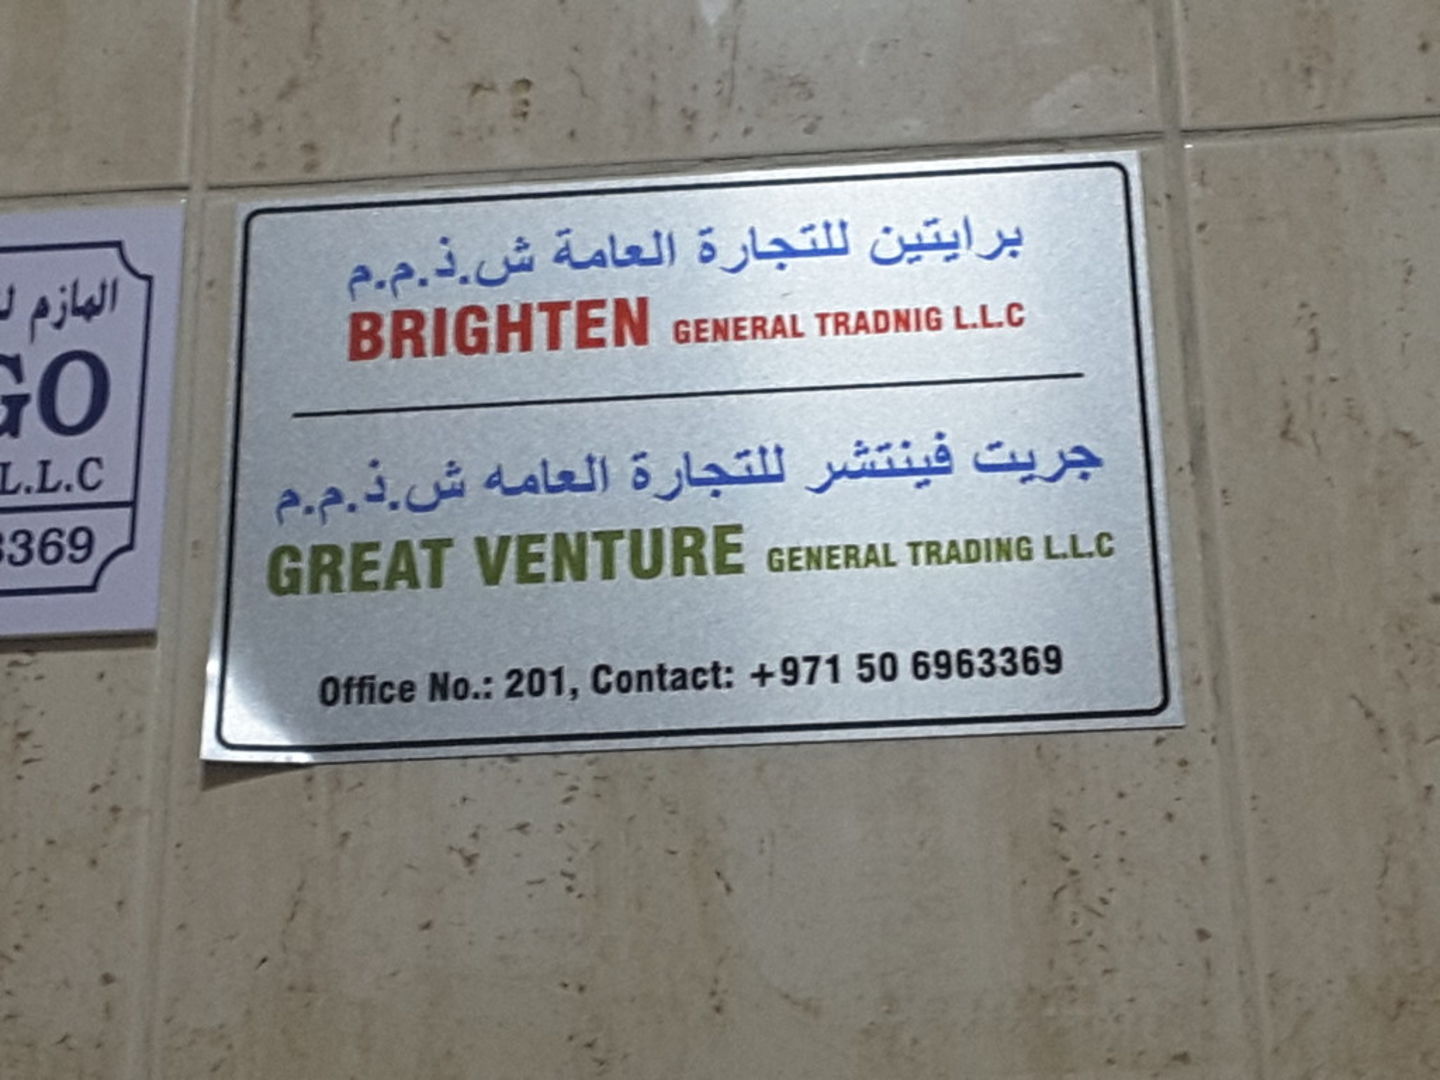 برايتين للتجارة العامة ش.ذ.م.م
BRIGHTEN GENERAL TRADNIG L.L.C
جريت فينتشر للتجارة العامه ش.ذ.م.م
GREAT VENTURE GENERAL TRADING L.L.C
Office No.: 201, Contact: +971 50 6963369
الهازم
GO
L.L.C
3369